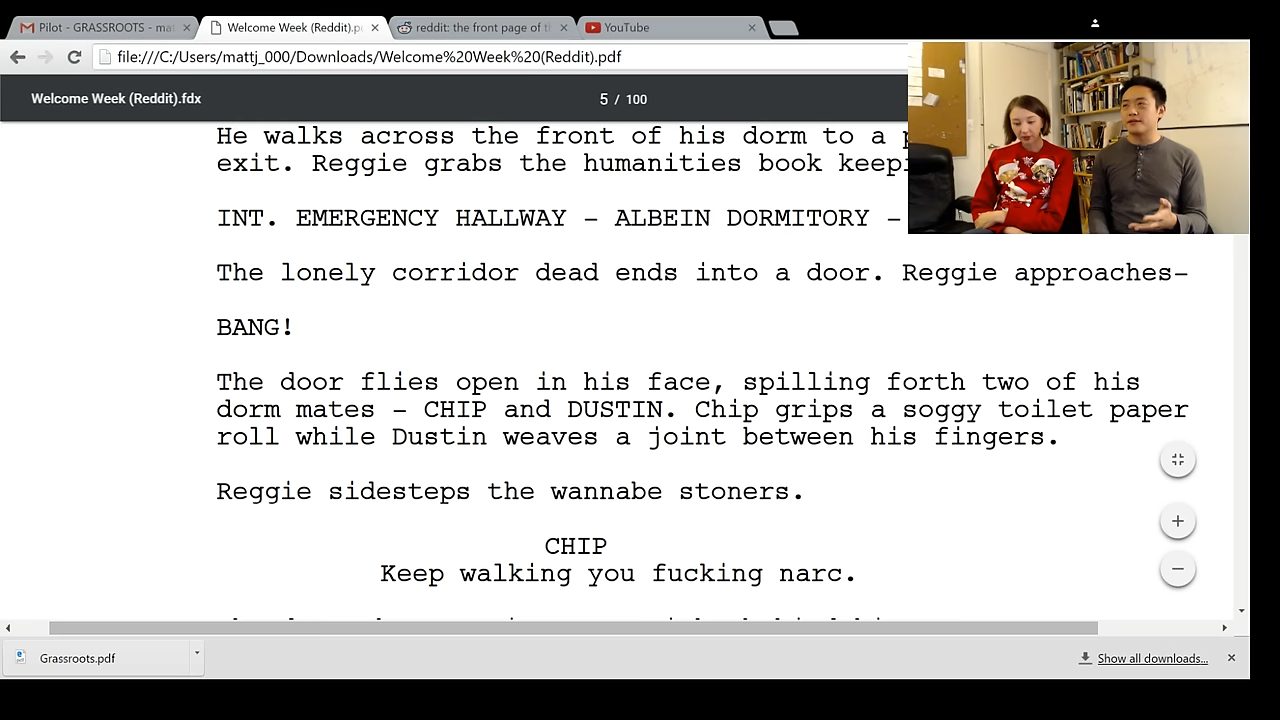 Pilot - GRASSROOTS - ma
Welcome Week (Reddit).p
reddit: the front page of t
YouTube
file:///C:/Users/mattj_000/Downloads/Welcome%20Week%20(Reddit).pdf
Welcome Week (Reddit).fdx
5 / 100
He walks across the front of his dorm to a
exit. Reggie grabs the humanities book keep
INT. EMERGENCY HALLWAY - ALBEIN DORMITORY -
The lonely corridor dead ends into a door. Reggie approaches-
BANG!
The door flies open in his face, spilling forth two of his
dorm mates - CHIP and DUSTIN. Chip grips a soggy toilet paper
roll while Dustin weaves a joint between his fingers.
Reggie sidesteps the wannabe stoners.
CHIP
Keep walking you fucking narc.
Grassroots.pdf
Show all downloads...